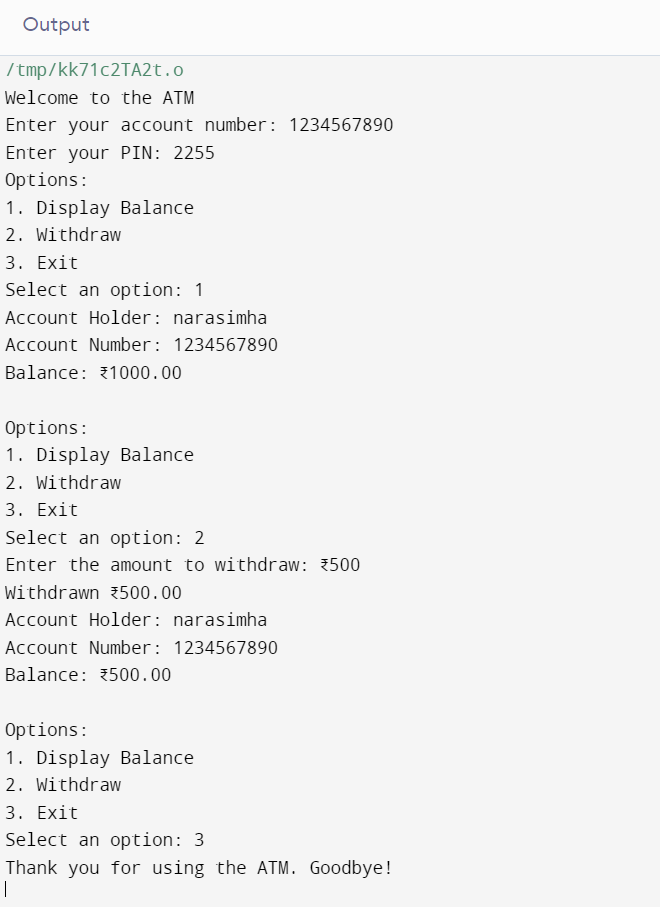 Output
/tmp/kk71c2TA2t.o
Welcome to the ATM
Enter your account number: 1234567890
Enter your PIN: 2255
Options:
1. Display Balance
2. Withdraw
3. Exit
Select an option: 1
Account Holder: narasimha
Account Number: 1234567890
Balance: ₹1000.00
Options:
1. Display Balance
2. Withdraw
3. Exit
Select an option: 2
Enter the amount to withdraw: ₹500
Withdrawn ₹500.00
Account Holder: narasimha
Account Number: 1234567890
Balance: ₹500.00
Options:
1. Display Balance
2. Withdraw
3. Exit
Select an option: 3
Thank you for using the ATM. Goodbye!